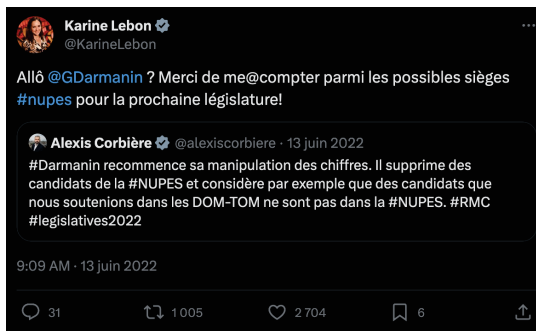 Karine Lebon
@KarineLebon
Allô @GDarmanin ? Merci de me@compter parmi les possibles sièges
#nupes pour la prochaine législature!
Alexis Corbière @alexiscorbiere · 13 juin 2022
#Darmanin recommence sa manipulation des chiffres. Il supprime des
candidats de la #NUPES et considère par exemple que des candidats que
nous soutenions dans les DOM-TOM ne sont pas dans la #NUPES. #RMC
#legislatives2022
9:09 AM · 13 juin 2022
31 1 005 2 704 6